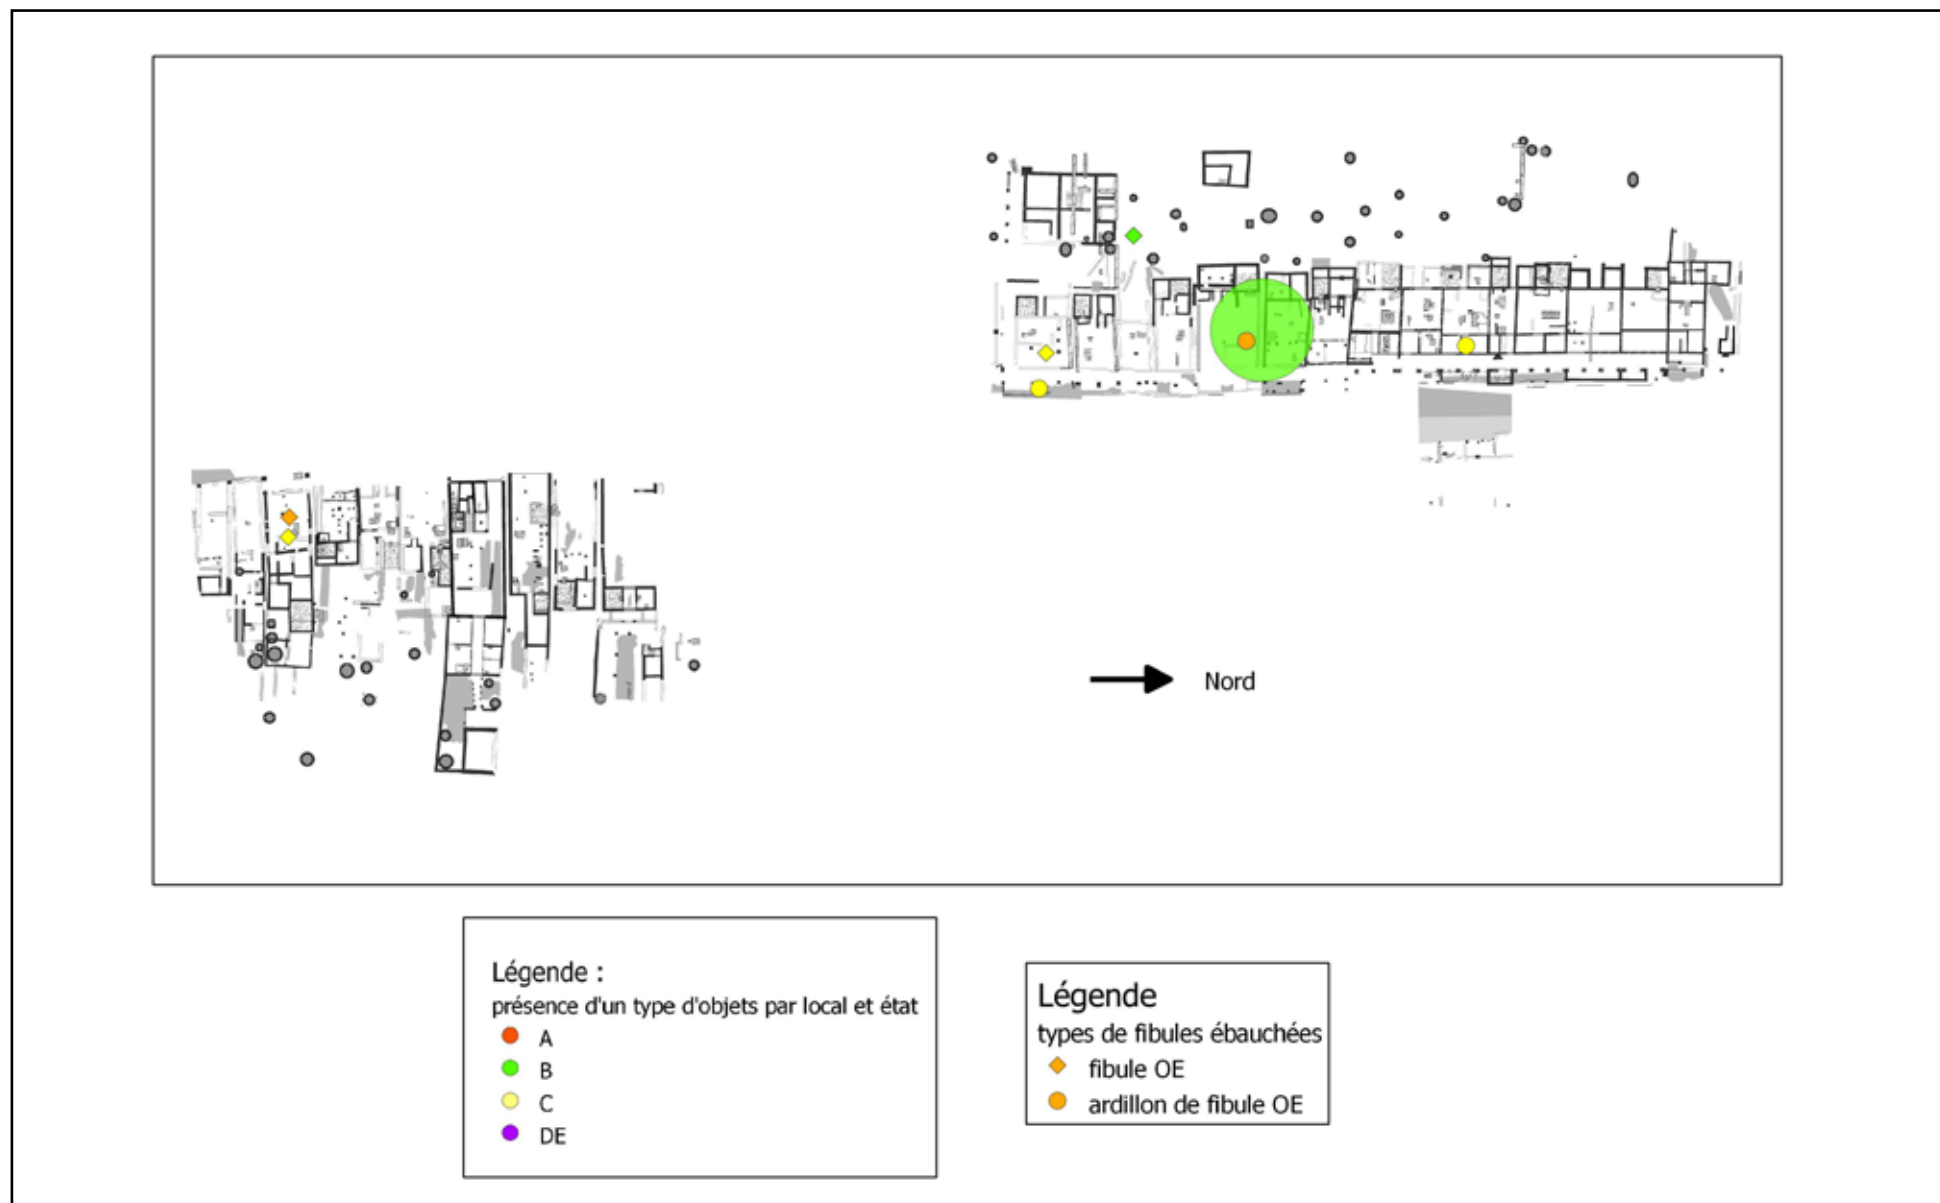 Nord
Légende :
présence d'un type d'objets par local et état
A
B
C
DE
Légende
types de fibules ébauchées
fibule OE
ardillon de fibule OE